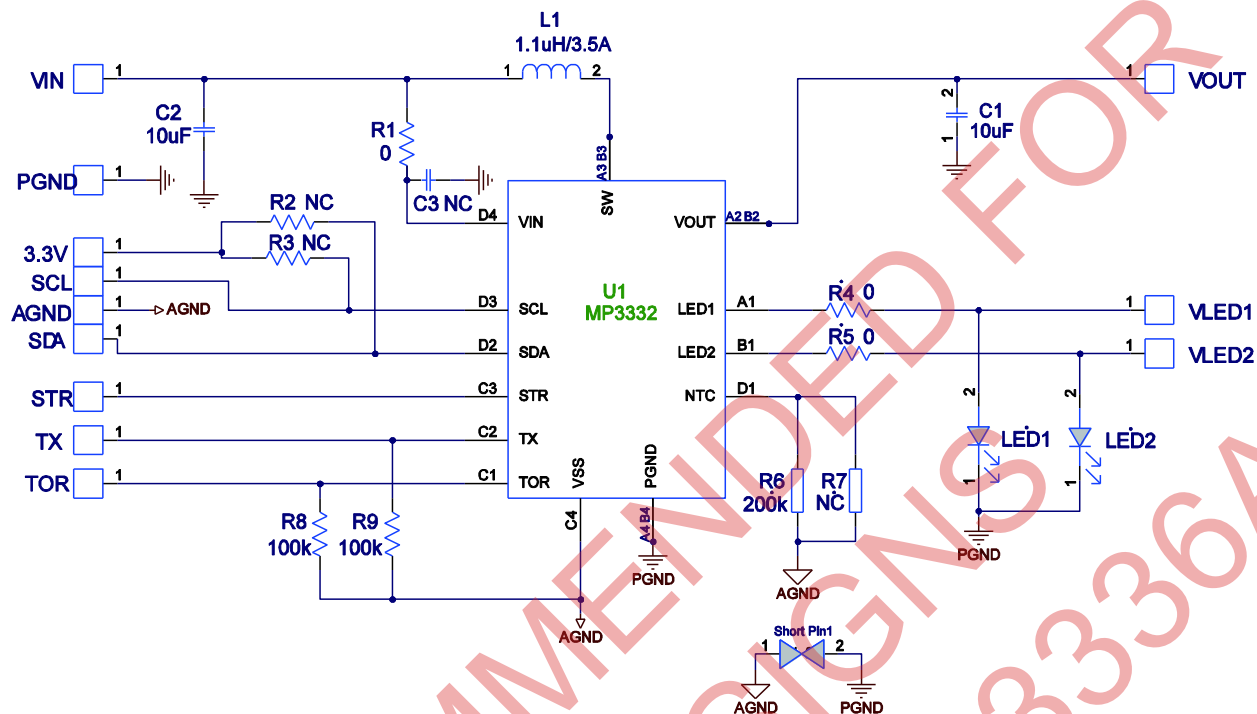 L1
1.1uH/3.5A
VIN 1
1 2
1 VOUT
C2
10uF
R1
0
2
C1
10uF
1
A3 B3
PGND 1
C3 NC
SW
R2 NC
D4 VIN
VOUT A2 B2
R3 NC
3.3V 1
SCL 1
U1
MP3332
AGND 1 AGND
D3 SCL
LED1 A1
R4 0
1 VLED1
SDA 1
D2 SDA
LED2 B1
R5 0
1 VLED2
STR 1
C3 STR
NTC D1
2
2
TX 1
C2 TX
LED1
LED2
VSS
PGND
TOR 1
C1 TOR
R6
200k
R7
NC
1
1
R8
100k
R9
100k
C4
A4 B4
PGND
PGND
AGND
AGND
Short Pin1
1 2
AGND
PGND
MMENDED FOR
SIGNS
3336A